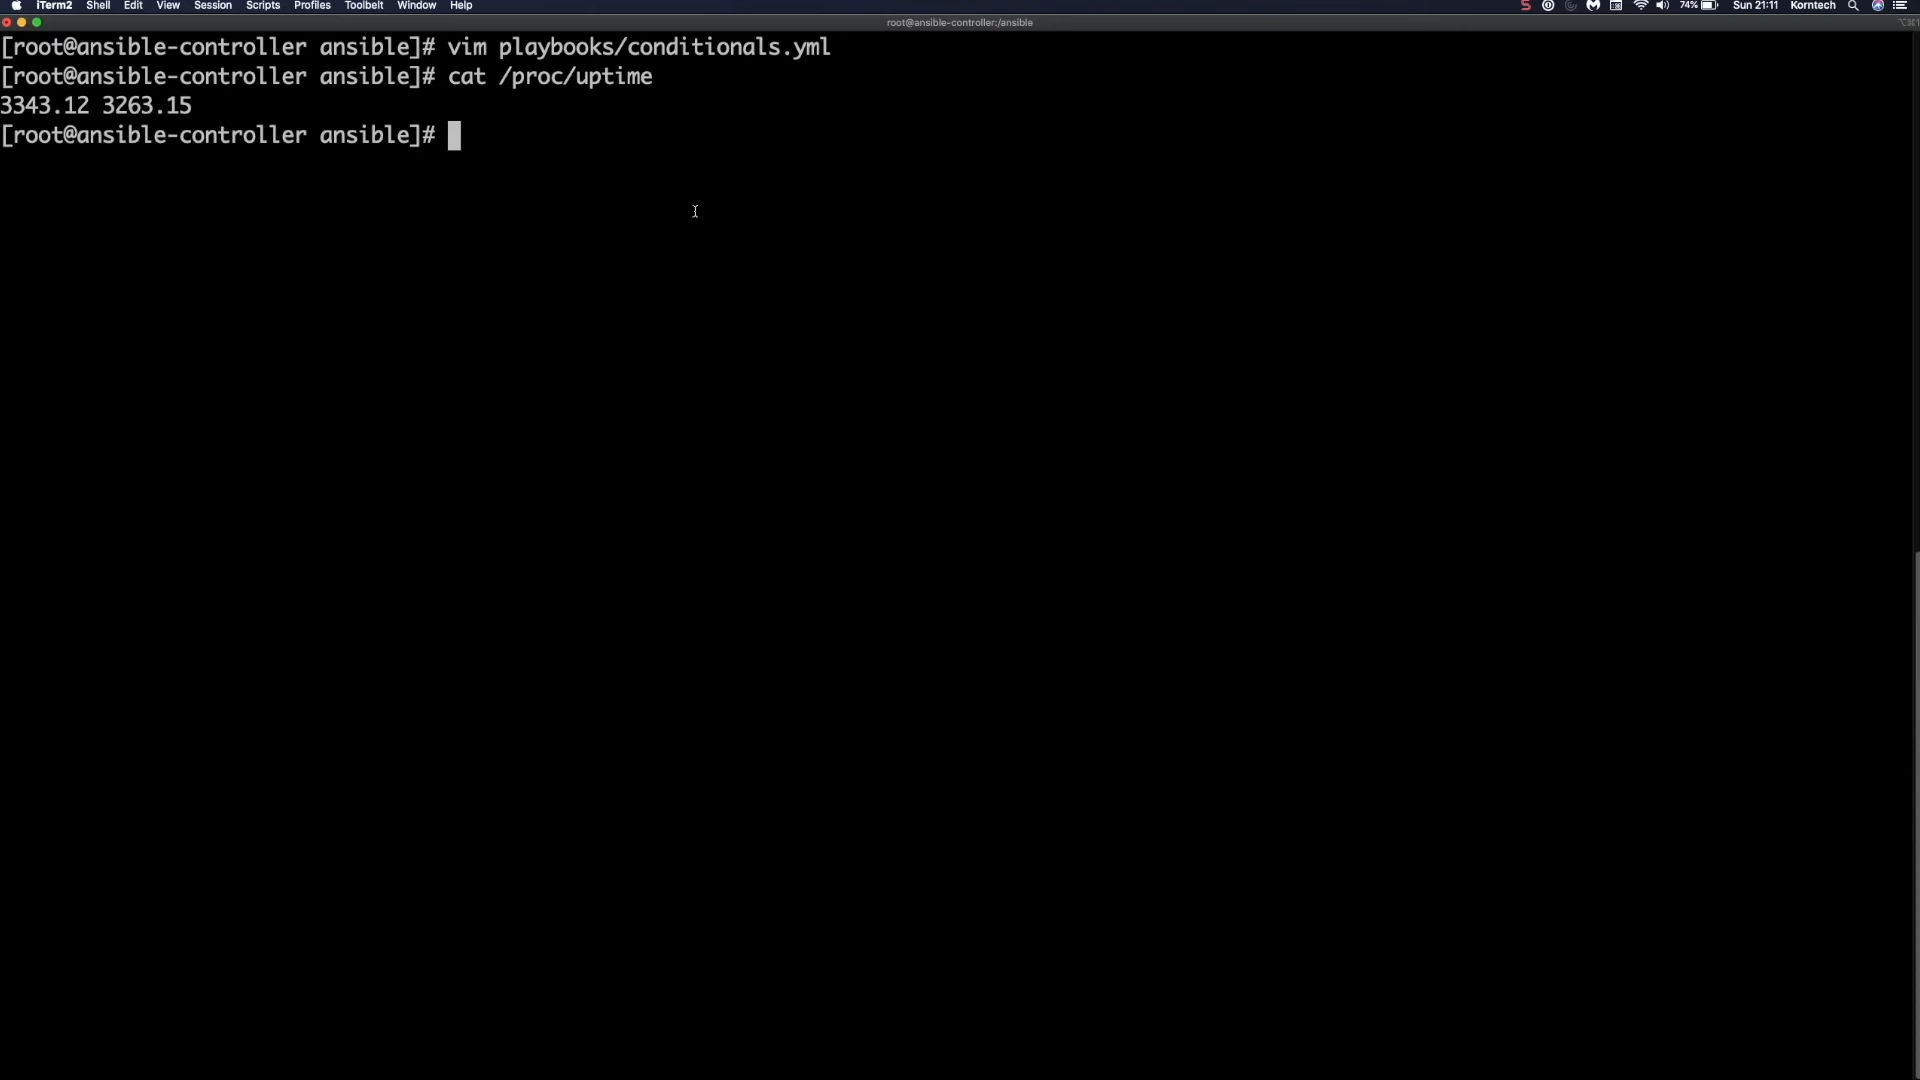 iTerm2 Shell Edit View Session Scripts Profiles Toolbelt Window Help 74% Sun 21:11 Korntech
root@ansible-controller:/ansible
[root@ansible-controller ansible]# vim playbooks/conditionals.yml
[root@ansible-controller ansible]# cat /proc/uptime
3343.12 3263.15
[root@ansible-controller ansible]#